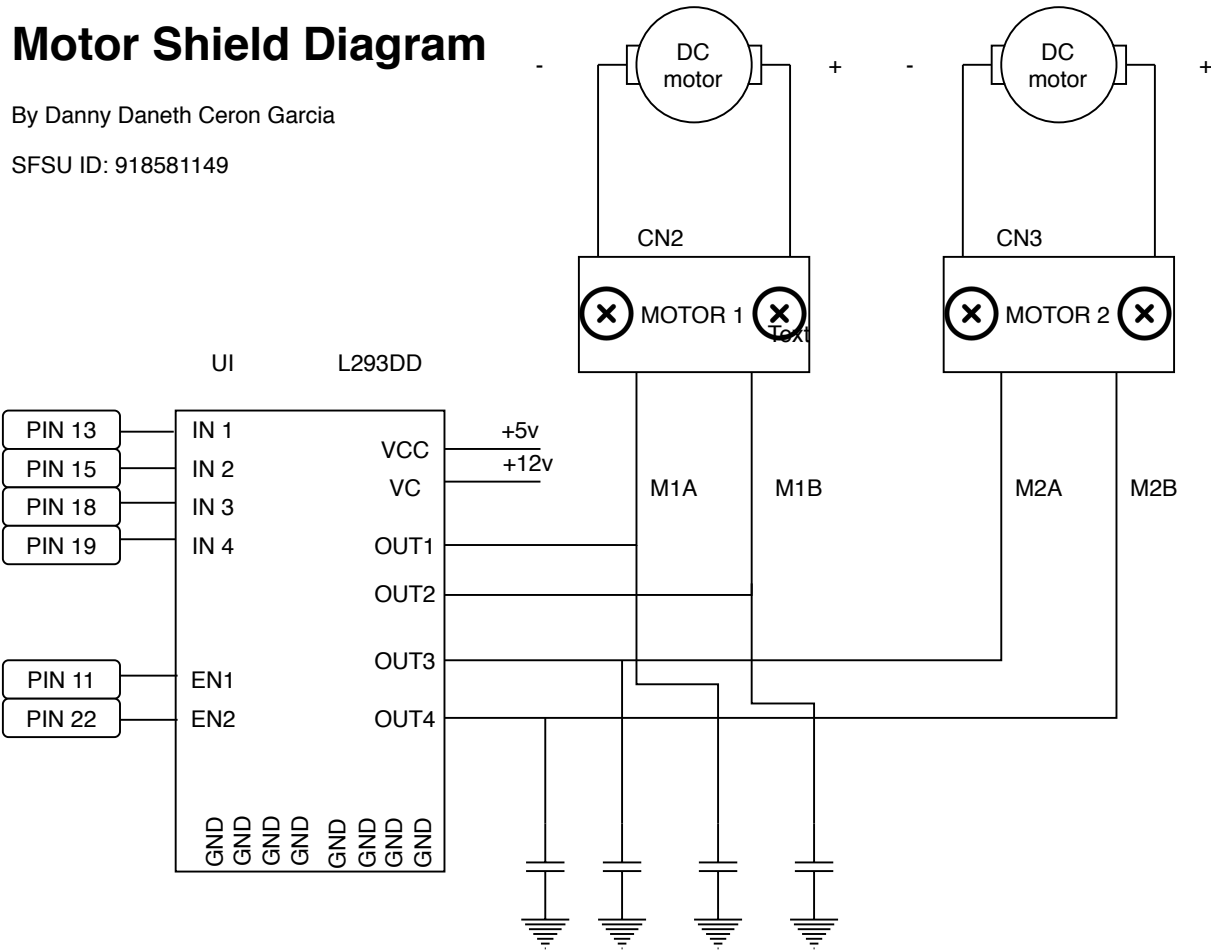 Motor Shield Diagram
By Danny Daneth Ceron Garcia
SFSU ID: 918581149
-
DC
motor
+
-
DC
motor
+
CN2
CN3
MOTOR 1
Text
MOTOR 2
UI
L293DD
PIN 13
PIN 15
PIN 18
PIN 19
PIN 11
PIN 22
IN 1
IN 2
IN 3
IN 4
EN1
EN2
VCC
VC
OUT1
OUT2
OUT3
OUT4
+5v
+12v
M1A
M1B
M2A
M2B
GND
GND
GND
GND
GND
GND
GND
GND